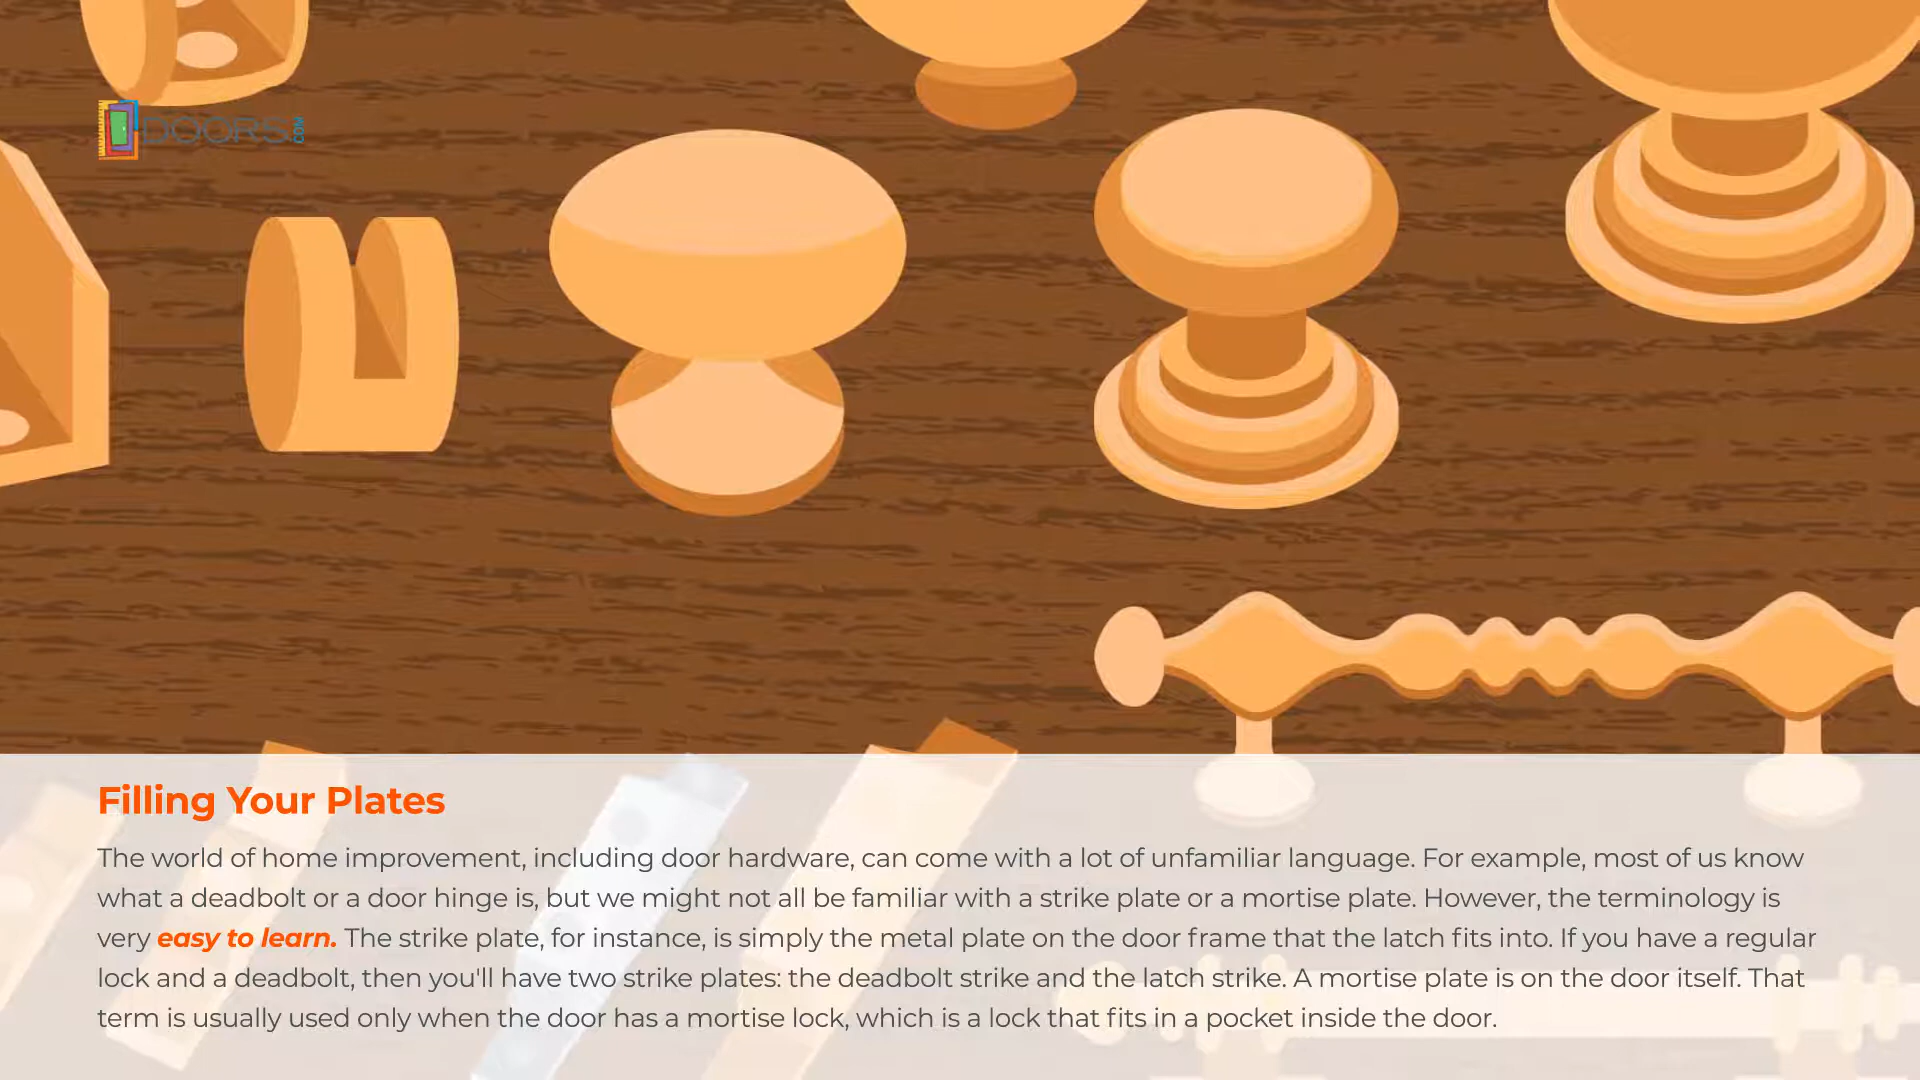 DOORS.COM
Filling Your Plates
The world of home improvement, including door hardware, can come with a lot of unfamiliar language. For example, most of us know
what a deadbolt or a door hinge is, but we might not all be familiar with a strike plate or a mortise plate. However, the terminology is
very easy to learn. The strike plate, for instance, is simply the metal plate on the door frame that the latch fits into. If you have a regular
lock and a deadbolt, then you'll have two strike plates: the deadbolt strike and the latch strike. A mortise plate is on the door itself. That
term is usually used only when the door has a mortise lock, which is a lock that fits in a pocket inside the door.